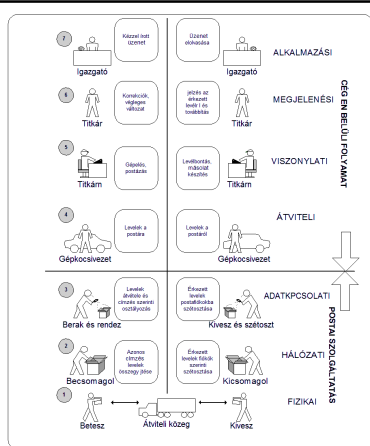 7
Kézzel írott
üzenet
Üzenet
elolvasása
ALKALMAZÁSI
Igazgató
Igazgató
6
Korrekciók,
végleges
változat
jelzés az
érkezett
levélr l és
továbbítás
MEGJELENÉSI
Titkár
Titkár
5
Gépelés,
postázás
Levélbontás,
másolat
készítés
VISZONYLATI
Titkárn
Titkárn
4
Levelek a
postára
Levelek a
postáról
ÁTVITELI
Gépkocsivezet
Gépkocsivezet
CÉG EN BELÜLI FOLYAMAT
3
Levelek
átvétele és
címzés szerinti
osztályozás
Érkezett
levelek
postafiókokba
szétosztása
ADATKPCSOLATI
Berak és rendez
Kivesz és szétoszt
2
Azonos
címzés
levelek
összegy jtése
Érkezett
levelek fiókok
szerinti
szétosztása
HÁLÓZATI
Becsomagol
Kicsomagol
1
FIZIKAI
Betesz
Átviteli közeg
Kivesz
POSTAI SZOLGÁLTATÁS